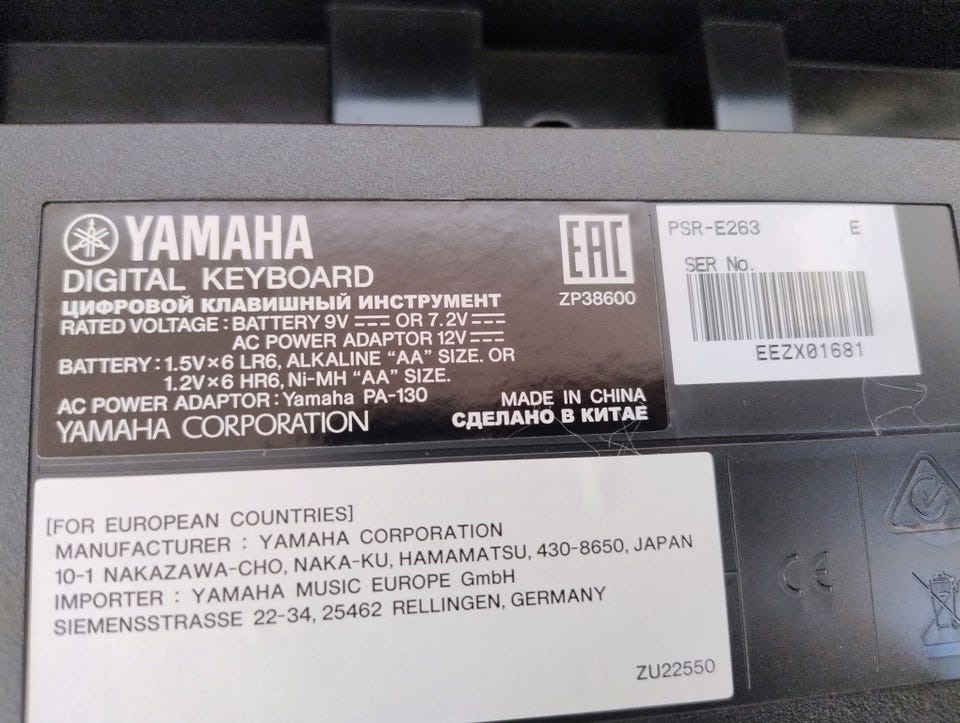 YAMAHA
DIGITAL KEYBOARD
ЦИФРОВОЙ КЛАВИШНЫЙ ИНСТРУМЕНТ
RATED VOLTAGE : BATTERY 9V ⎓ OR 7.2V ⎓
AC POWER ADAPTOR 12V ⎓
BATTERY : 1.5V×6 LR6, ALKALINE “AA” SIZE. OR
1.2V×6 HR6, Ni-MH “AA” SIZE.
AC POWER ADAPTOR : Yamaha PA-130
YAMAHA CORPORATION
EAC
ZP38600
MADE IN CHINA
СДЕЛАНО В КИТАЕ
PSR-E263 E
SER No.
EEZX01681
[FOR EUROPEAN COUNTRIES]
MANUFACTURER : YAMAHA CORPORATION
10-1 NAKAZAWA-CHO, NAKA-KU, HAMAMATSU, 430-8650, JAPAN
IMPORTER : YAMAHA MUSIC EUROPE GmbH
SIEMENSSTRASSE 22-34, 25462 RELLINGEN, GERMANY
ZU22550
CE